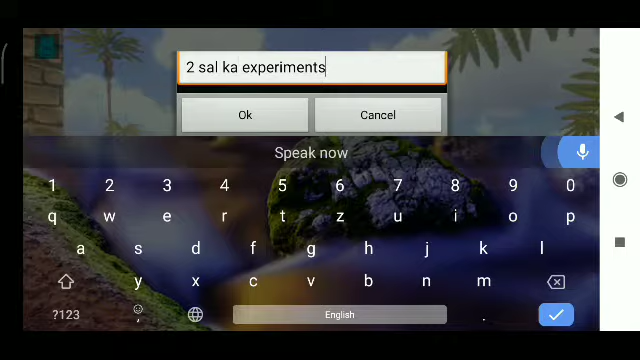 2 sal ka experiments
Ok Cancel
Speak now
1 2 3 4 5 6 7 8 9 0
q w e r t z u i o p
a s d f g h j k l
y x c v b n m
?123 , English .